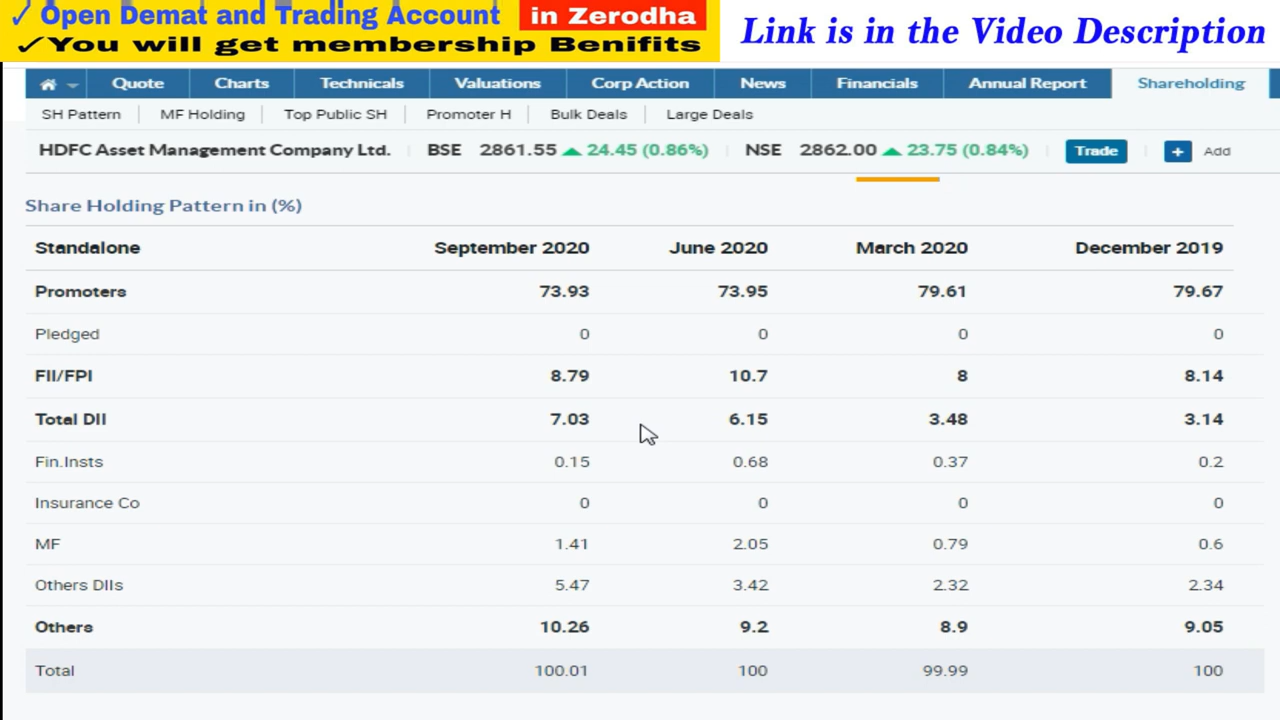 ✓ Open Demat and Trading Account in Zerodha
✓You will get membership Benifits
Link is in the Video Description
Quote Charts Technicals Valuations Corp Action News Financials Annual Report Shareholding
SH Pattern MF Holding Top Public SH Promoter H Bulk Deals Large Deals
HDFC Asset Management Company Ltd. BSE 2861.55 24.45 (0.86%) NSE 2862.00 23.75 (0.84%) Trade + Add
Share Holding Pattern in (%)
Standalone September 2020 June 2020 March 2020 December 2019
Promoters 73.93 73.95 79.61 79.67
Pledged 0 0 0 0
FII/FPI 8.79 10.7 8 8.14
Total DII 7.03 6.15 3.48 3.14
Fin.Insts 0.15 0.68 0.37 0.2
Insurance Co 0 0 0 0
MF 1.41 2.05 0.79 0.6
Others DIIs 5.47 3.42 2.32 2.34
Others 10.26 9.2 8.9 9.05
Total 100.01 100 99.99 100